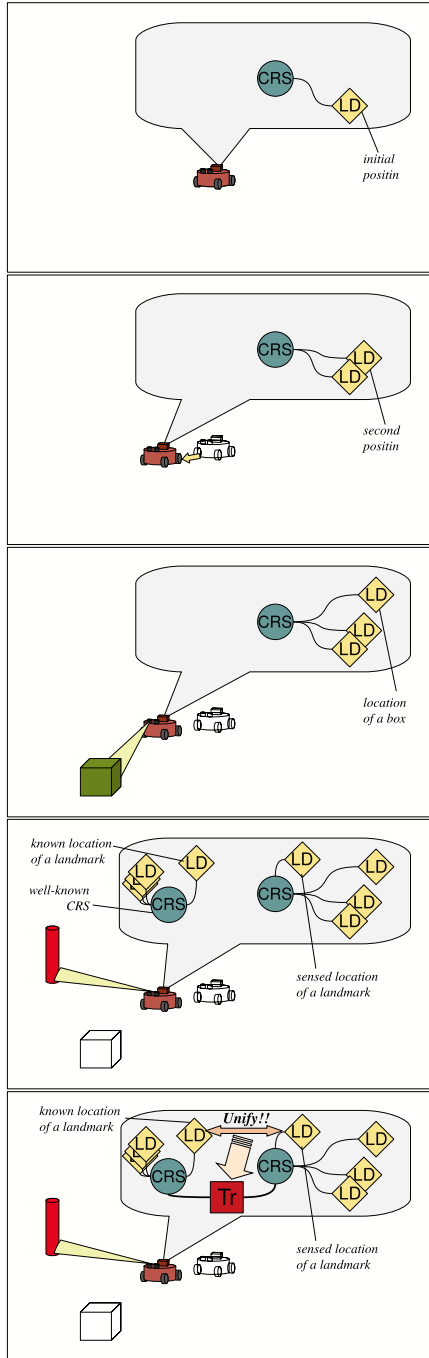 CRS
LD
initial
positin
CRS
LD
LD
second
positin
LD
CRS
LD
LD
location
of a box
known location
of a landmark
LD
LD
LD
LD
well-known
CRS
CRS
CRS
LD
LD
sensed location
of a landmark
known location
of a landmark
Unify!!
LD
LD
LD
LD
CRS
CRS
LD
Tr
LD
sensed location
of a landmark